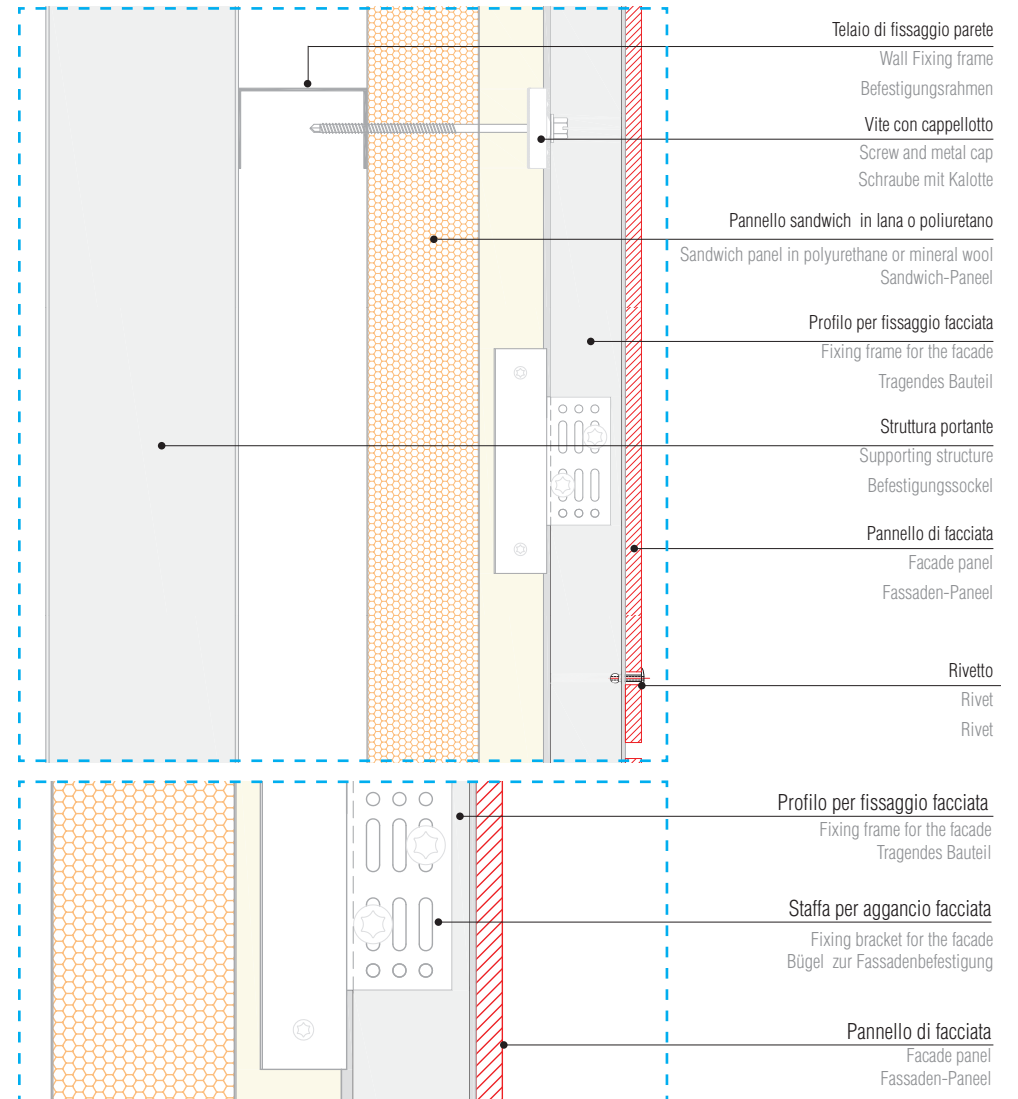 Telaio di fissaggio parete
Wall Fixing frame
Befestigungsrahmen
Vite con cappellotto
Screw and metal cap
Schraube mit Kalotte
Pannello sandwich in lana o poliuretano
Sandwich panel in polyurethane or mineral wool
Sandwich-Paneel
Profilo per fissaggio facciata
Fixing frame for the facade
Tragendes Bauteil
Struttura portante
Supporting structure
Befestigungssockel
Pannello di facciata
Facade panel
Fassaden-Paneel
Rivetto
Rivet
Rivet
Profilo per fissaggio facciata
Fixing frame for the facade
Tragendes Bauteil
Staffa per aggancio facciata
Fixing bracket for the facade
Bügel zur Fassadenbefestigung
Pannello di facciata
Facade panel
Fassaden-Paneel